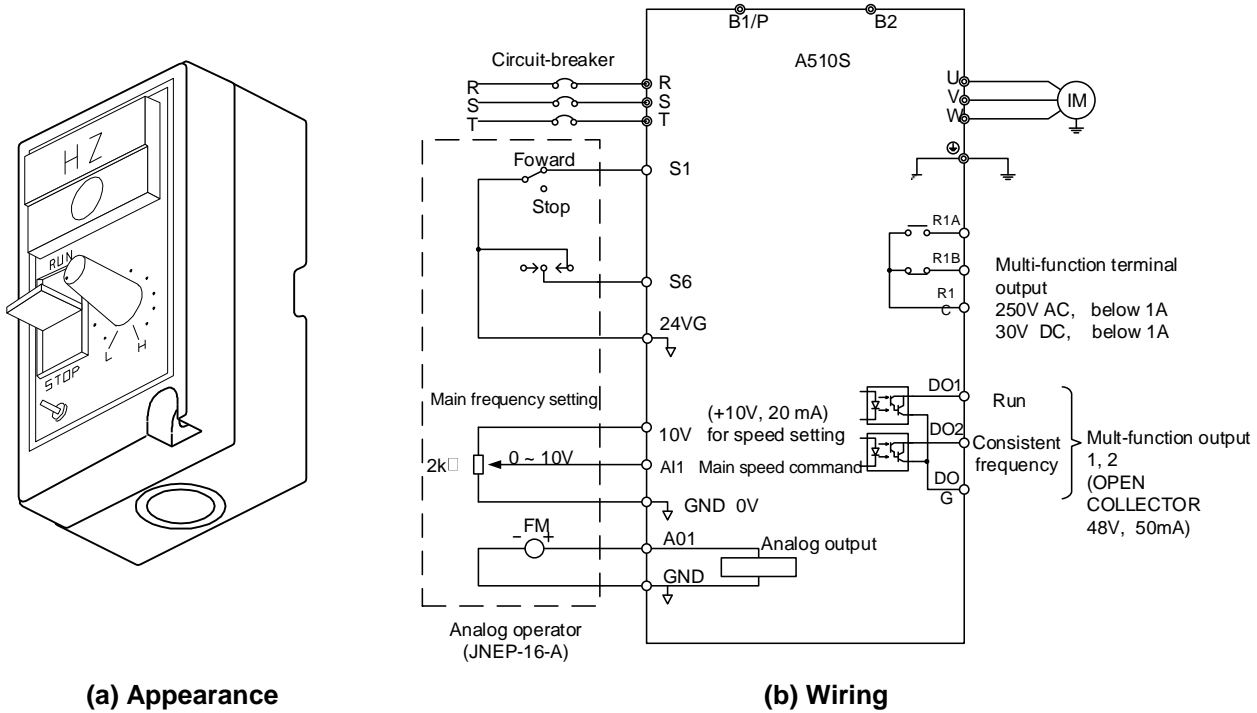 HZ
RUN
L H
STOP
(a) Appearance
B1/P
B2
A510S
Circuit-breaker
R
S
T
R
S
T
U
V
W
IM
Foward
Stop
S1
S6
24VG
R1A
R1B
R1
C
Multi-function terminal
output
250V AC, below 1A
30V DC, below 1A
Main frequency setting
2k□
0 ~ 10V
10V
(+10V, 20 mA)
for speed setting
AI1 Main speed command
GND 0V
DO1
Run
DO2
Consistent
frequency
DO
G
Mult-function output
1, 2
(OPEN
COLLECTOR
48V, 50mA)
- FM +
A01
Analog output
GND
Analog operator
(JNEP-16-A)
(b) Wiring